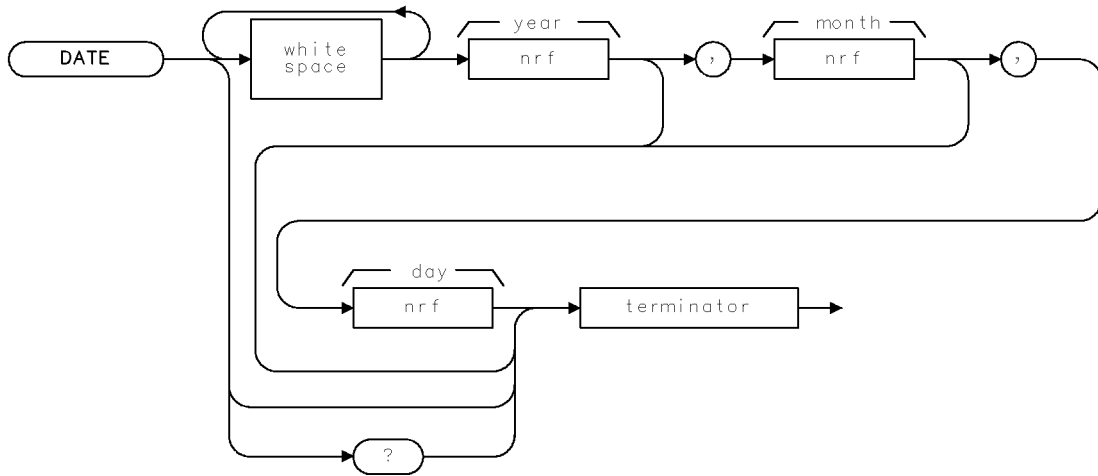 year
month
DATE
white
space
nrf
,
nrf
,
day
nrf
terminator
?